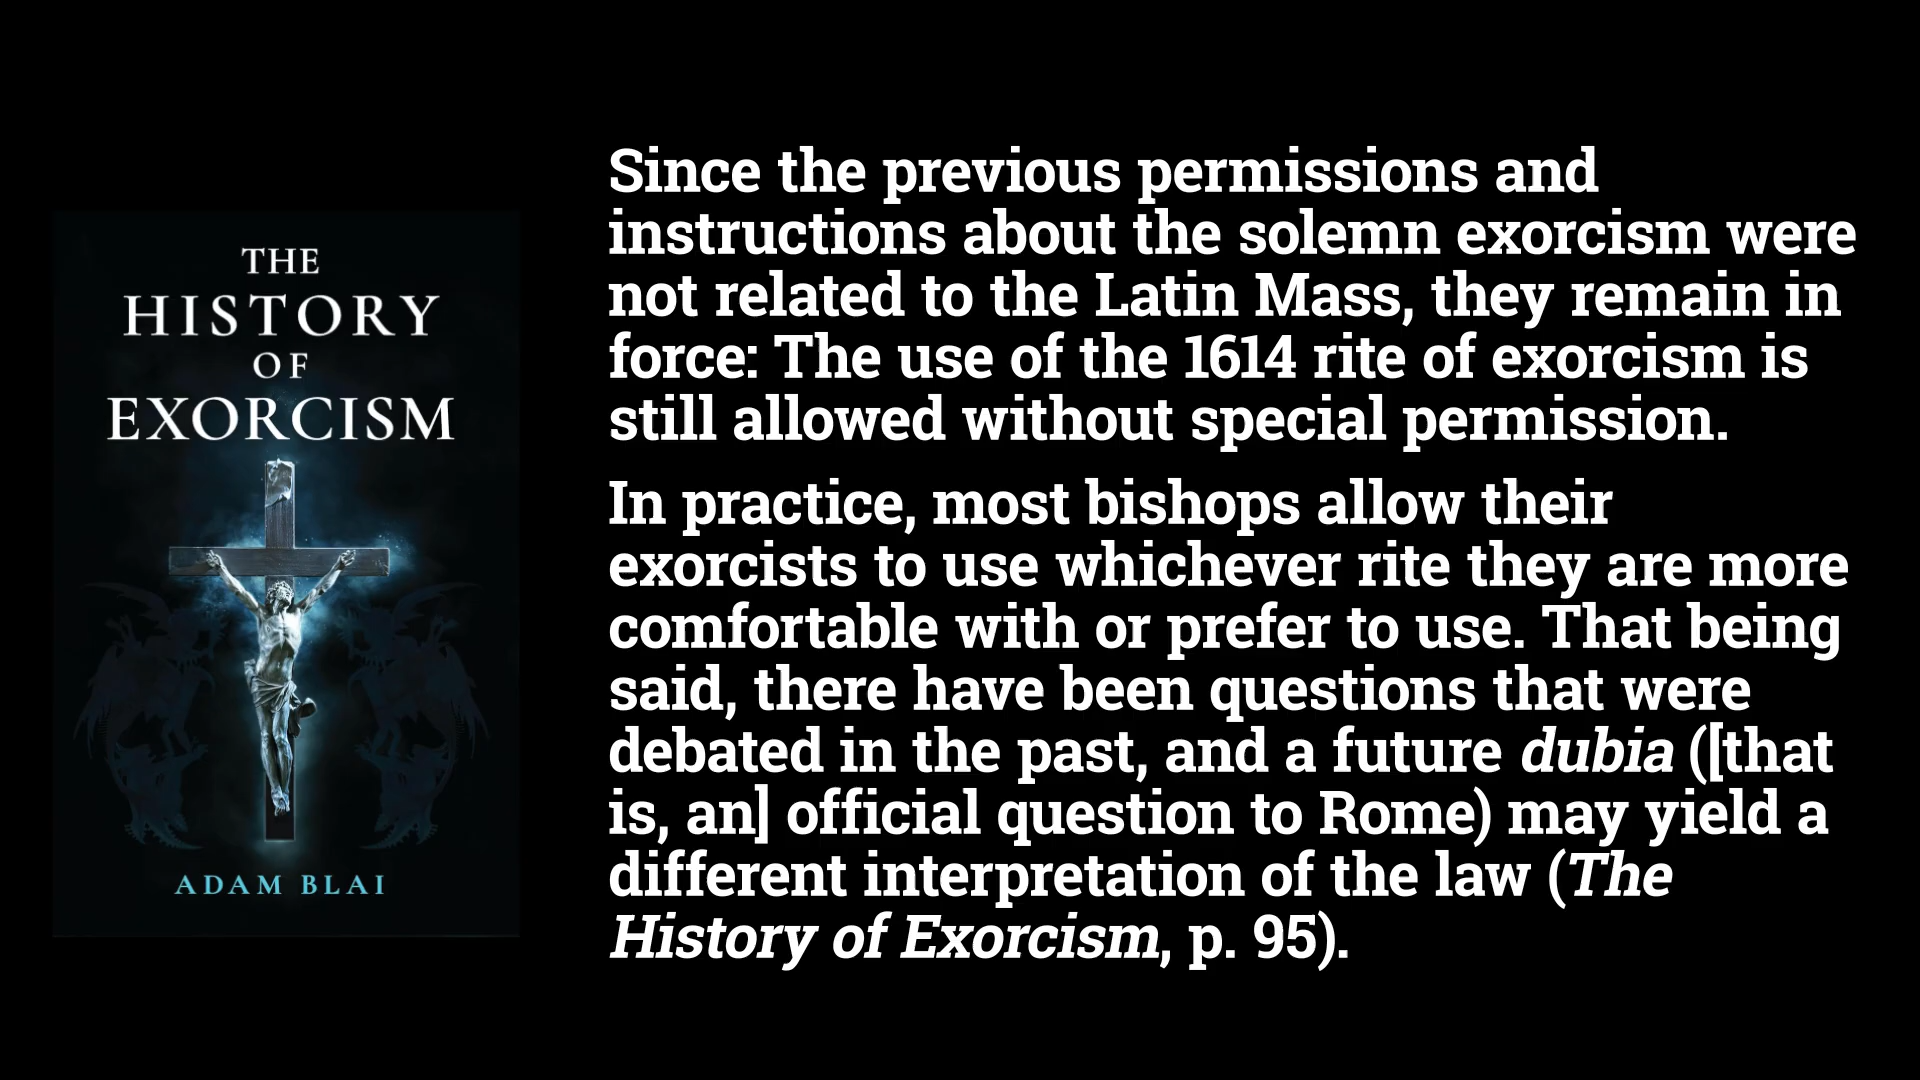 THE
HISTORY
OF
EXORCISM
ADAM BLAI
Since the previous permissions and
instructions about the solemn exorcism were
not related to the Latin Mass, they remain in
force: The use of the 1614 rite of exorcism is
still allowed without special permission.
In practice, most bishops allow their
exorcists to use whichever rite they are more
comfortable with or prefer to use. That being
said, there have been questions that were
debated in the past, and a future dubia ([that
is, an] official question to Rome) may yield a
different interpretation of the law (The
History of Exorcism, p. 95).